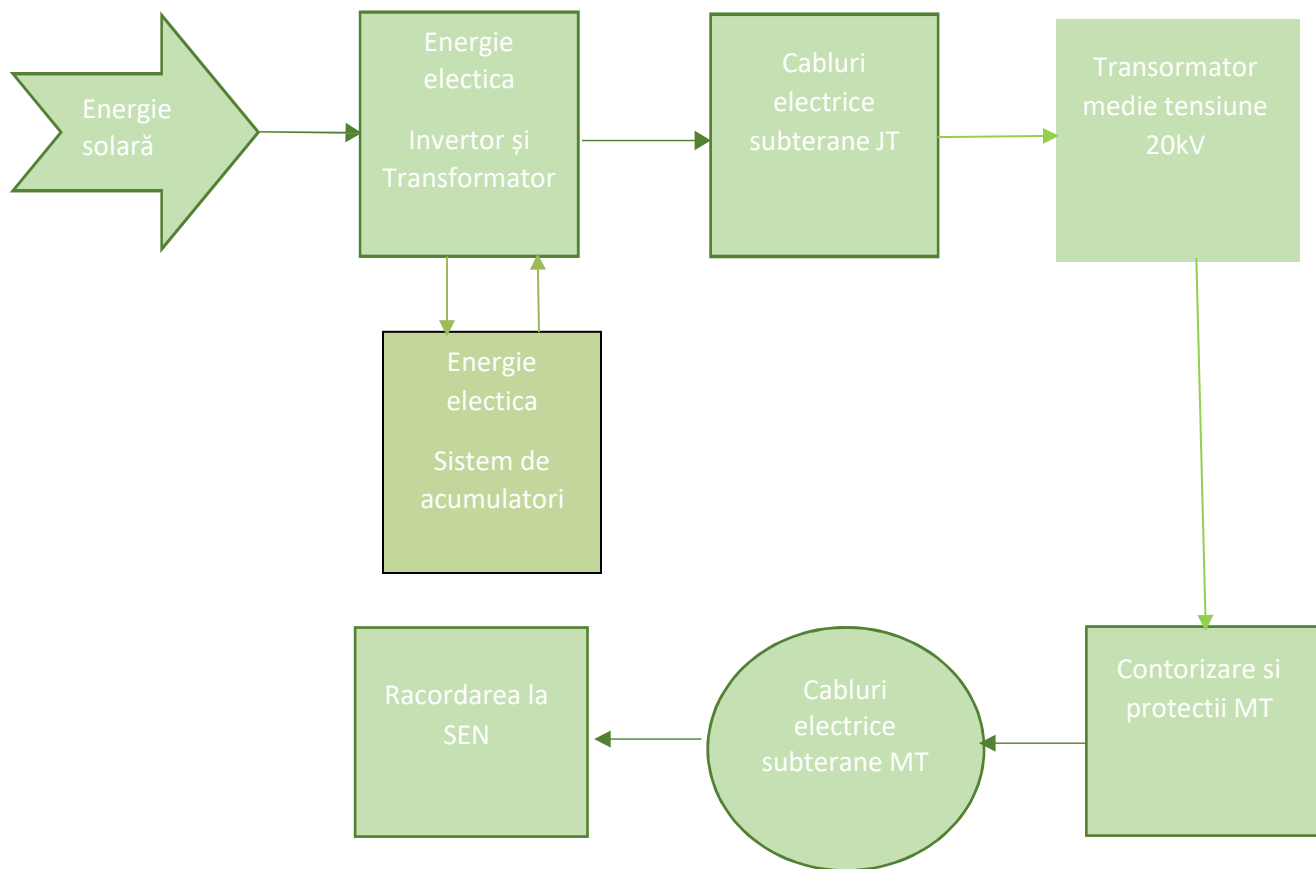 Energie
solară
Energie
electica
Invertor și
Transformator
Cabluri
electrice
subterane JT
Transormator
medie tensiune
20kV
Energie
electica
Sistem de
acumulatori
Racordarea la
SEN
Cabluri
electrice
subterane MT
Contorizare si
protectii MT